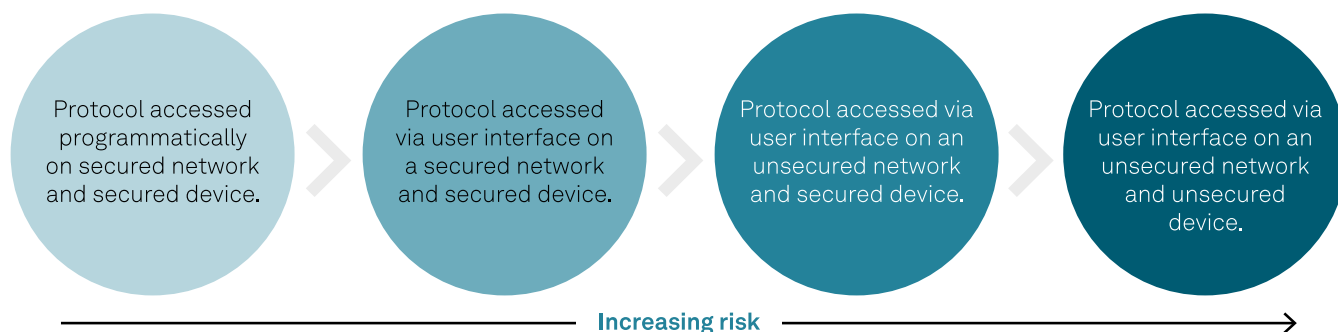 Protocol accessed
programmatically
on secured network
and secured device.
Protocol accessed
via user interface on
a secured network
and secured device.
Protocol accessed via
user interface on an
unsecured network
and secured device.
Protocol accessed via
user interface on an
unsecured network
and unsecured
device.
Increasing risk